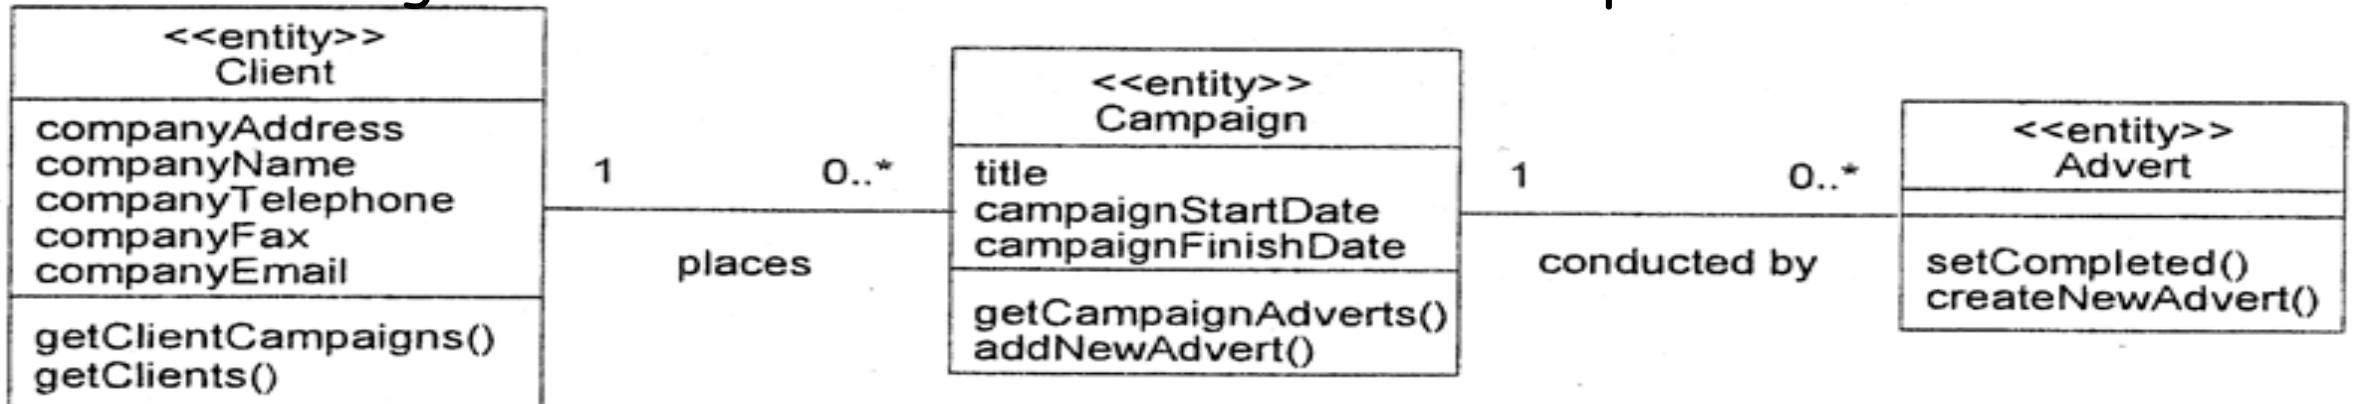 <<entity>>
Client
companyAddress
companyName
companyTelephone
companyFax
companyEmail
getClientCampaigns()
getClients()
1
0..*
places
<<entity>>
Campaign
title
campaignStartDate
campaignFinishDate
getCampaignAdverts()
addNewAdvert()
1
0..*
conducted by
<<entity>>
Advert
setCompleted()
createNewAdvert()